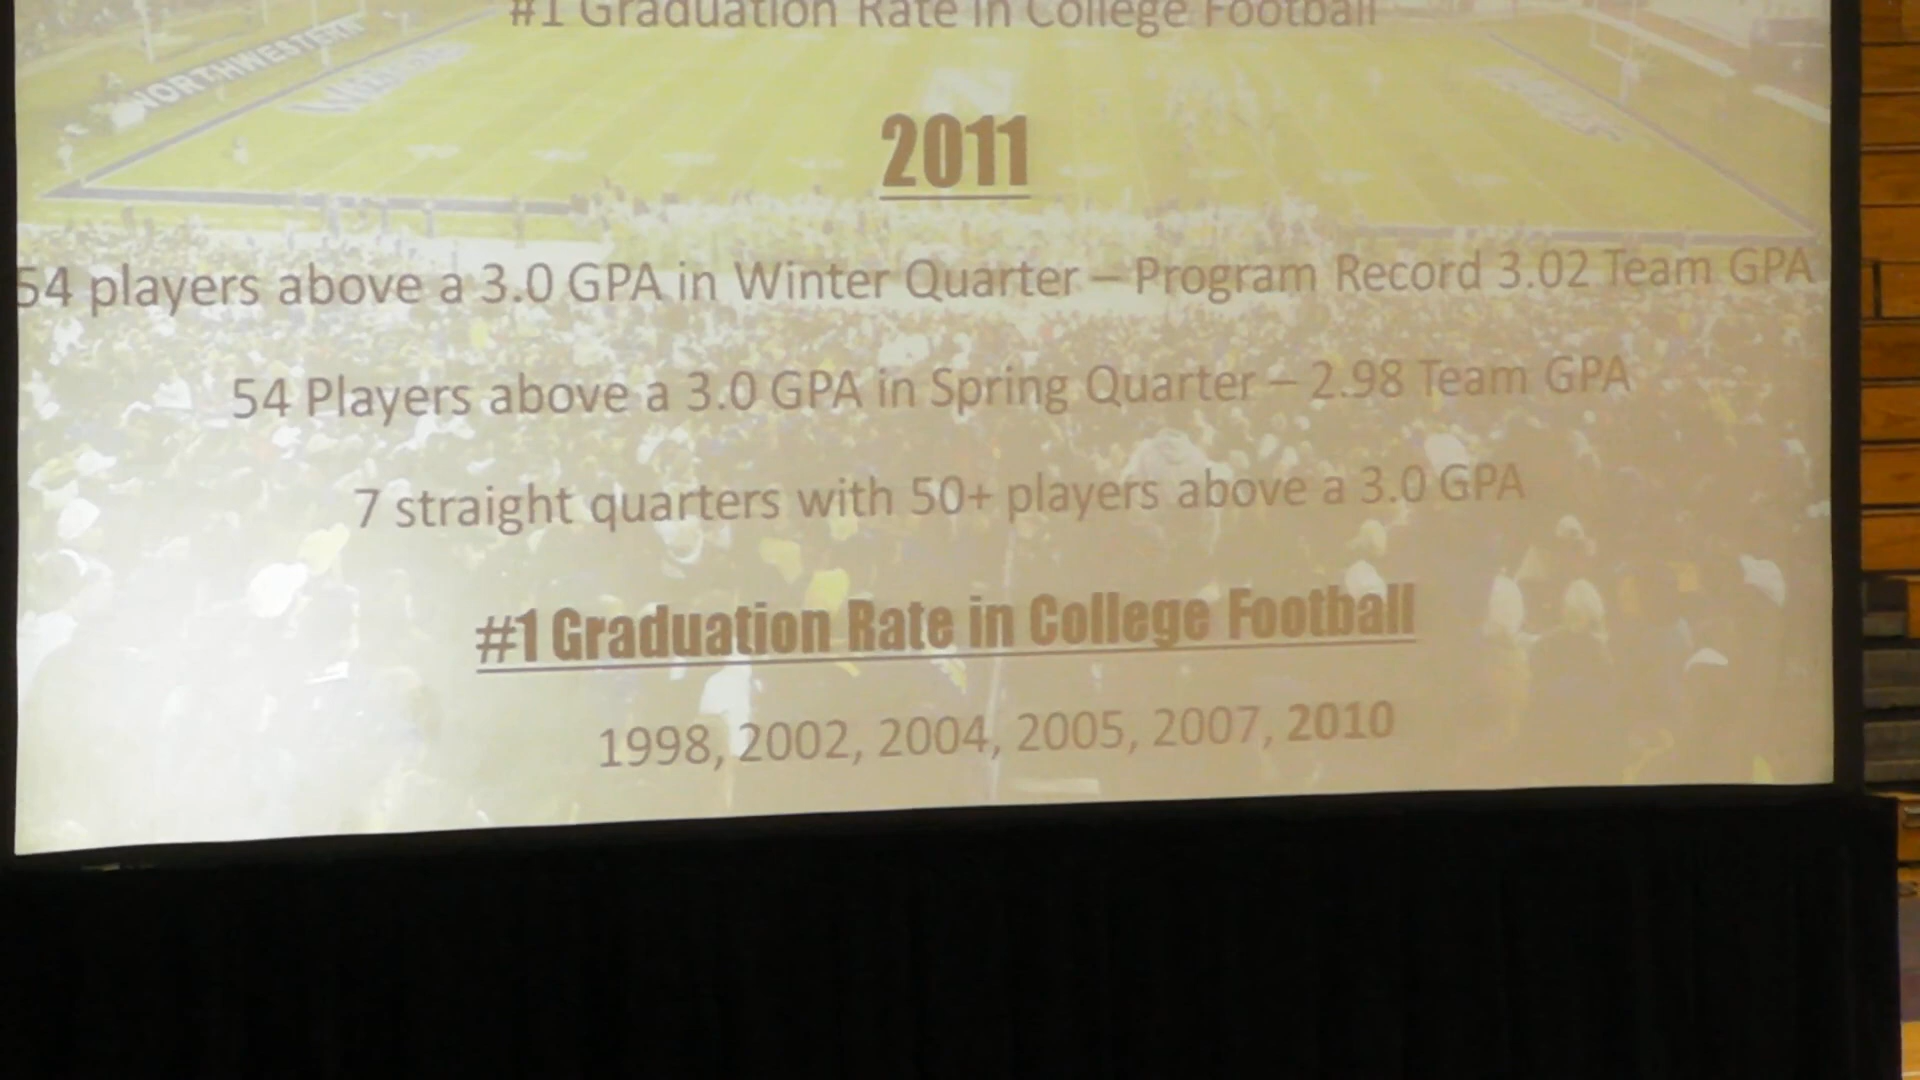 #1 Graduation Rate in College Football
NORTHWESTERN
2011
54 players above a 3.0 GPA in Winter Quarter – Program Record 3.02 Team GPA
54 Players above a 3.0 GPA in Spring Quarter – 2.98 Team GPA
7 straight quarters with 50+ players above a 3.0 GPA
#1 Graduation Rate in College Football
1998, 2002, 2004, 2005, 2007, 2010